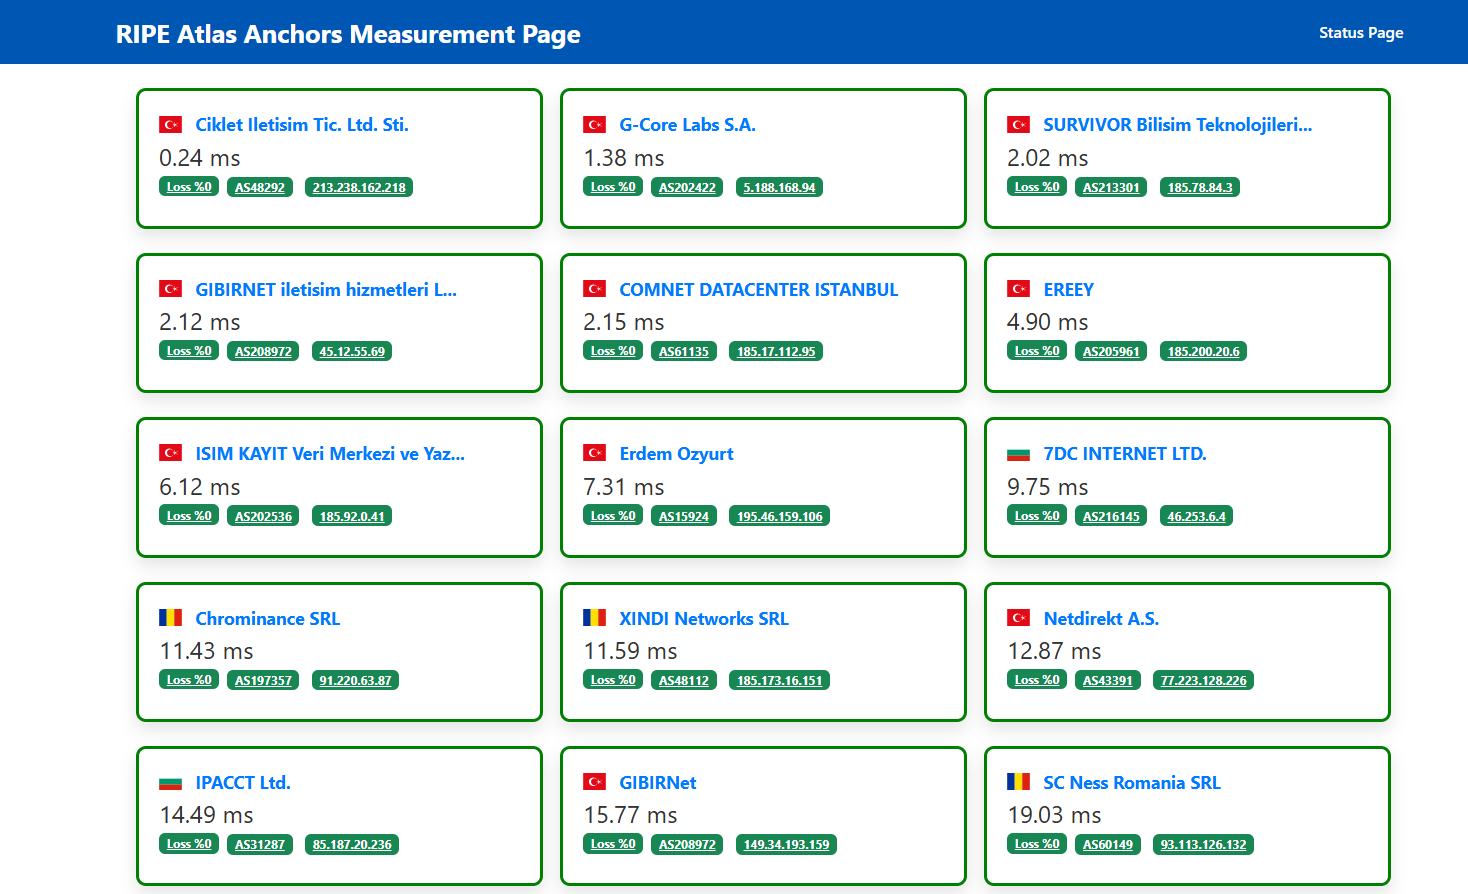 RIPE Atlas Anchors Measurement Page
Status Page
Ciklet Iletisim Tic. Ltd. Sti.
0.24 ms
Loss %0 AS48292 213.238.162.218
G-Core Labs S.A.
1.38 ms
Loss %0 AS202422 5.188.168.94
SURVIVOR Bilisim Teknolojileri...
2.02 ms
Loss %0 AS213301 185.78.84.3
GIBIRNET iletisim hizmetleri L...
2.12 ms
Loss %0 AS208972 45.12.55.69
COMNET DATACENTER ISTANBUL
2.15 ms
Loss %0 AS61135 185.17.112.95
EREEY
4.90 ms
Loss %0 AS205961 185.200.20.6
ISIM KAYIT Veri Merkezi ve Yaz...
6.12 ms
Loss %0 AS202536 185.92.0.41
Erdem Ozyurt
7.31 ms
Loss %0 AS15924 195.46.159.106
7DC INTERNET LTD.
9.75 ms
Loss %0 AS216145 46.253.6.4
Chrominance SRL
11.43 ms
Loss %0 AS197357 91.220.63.87
XINDI Networks SRL
11.59 ms
Loss %0 AS48112 185.173.16.151
Netdirekt A.S.
12.87 ms
Loss %0 AS43391 77.223.128.226
IPACCT Ltd.
14.49 ms
Loss %0 AS31287 85.187.20.236
GIBIRNet
15.77 ms
Loss %0 AS208972 149.34.193.159
SC Ness Romania SRL
19.03 ms
Loss %0 AS60149 93.113.126.132